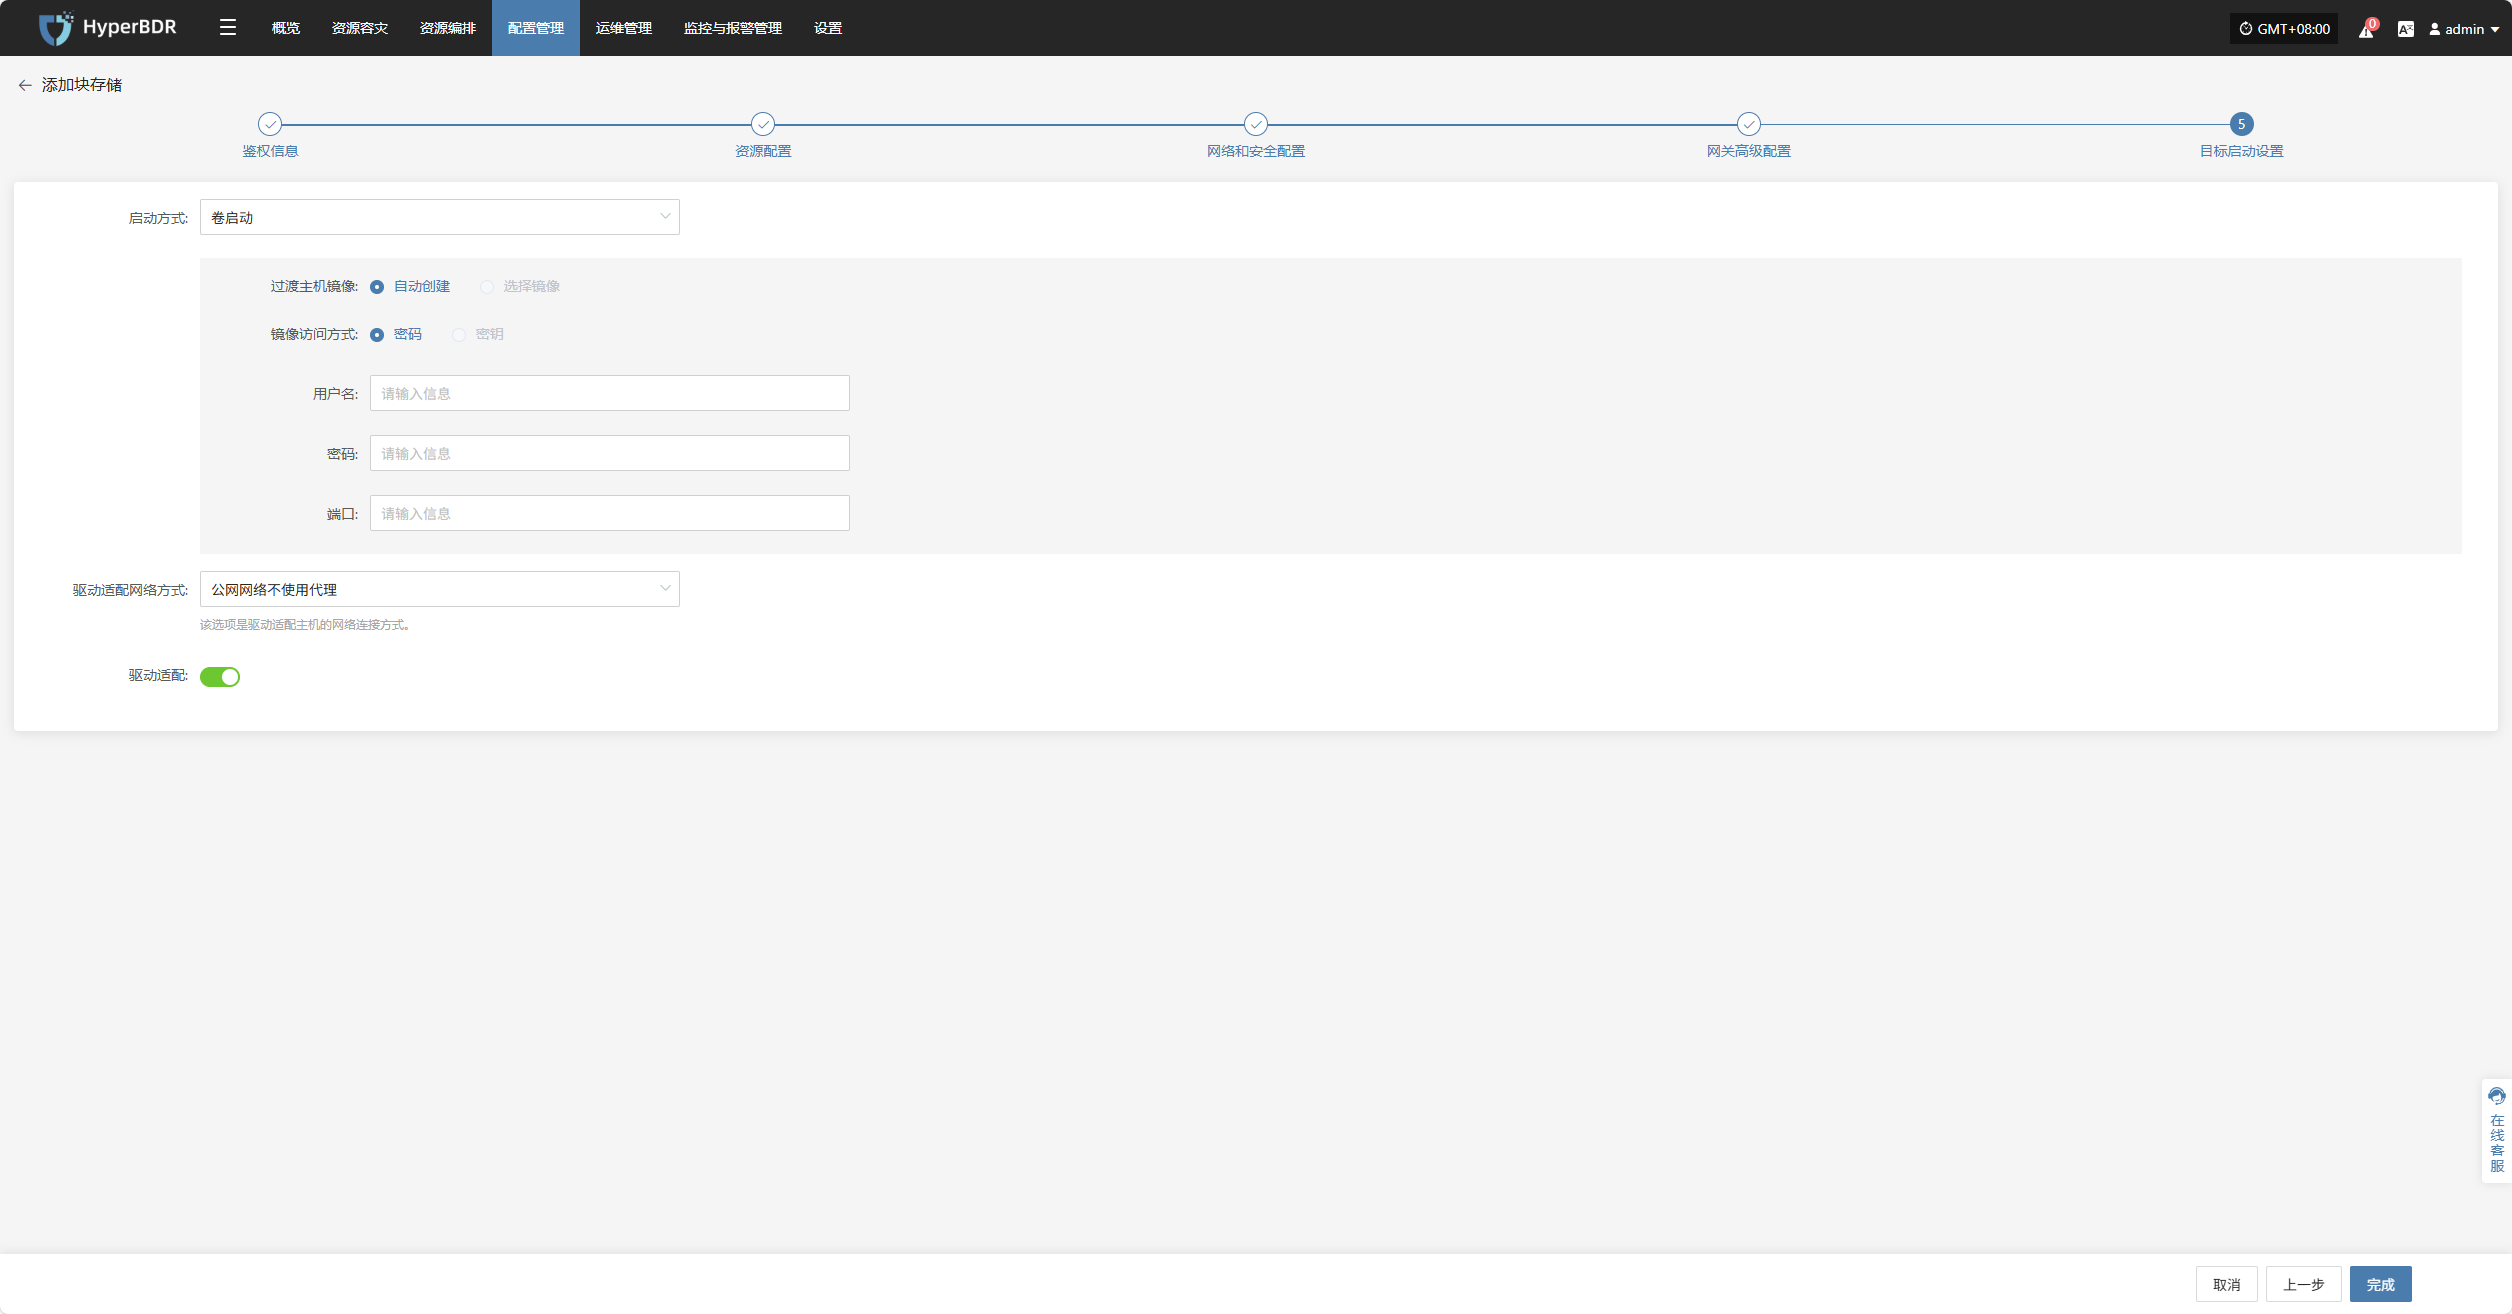 HyperBDR
概览 资源容灾 资源编排 配置管理 运维管理 监控与报警管理 设置
GMT+08:00
0
admin
添加块存储
5
鉴权信息 资源配置 网络和安全配置 网关高级配置 目标启动设置
启动方式: 卷启动
过渡主机镜像: 自动创建 选择镜像
镜像访问方式: 密码 密钥
用户名: 请输入信息
密码: 请输入信息
端口: 请输入信息
驱动适配网络方式: 公网网络不使用代理
该选项是驱动适配主机的网络连接方式。
驱动适配:
在线客服
取消 上一步 完成